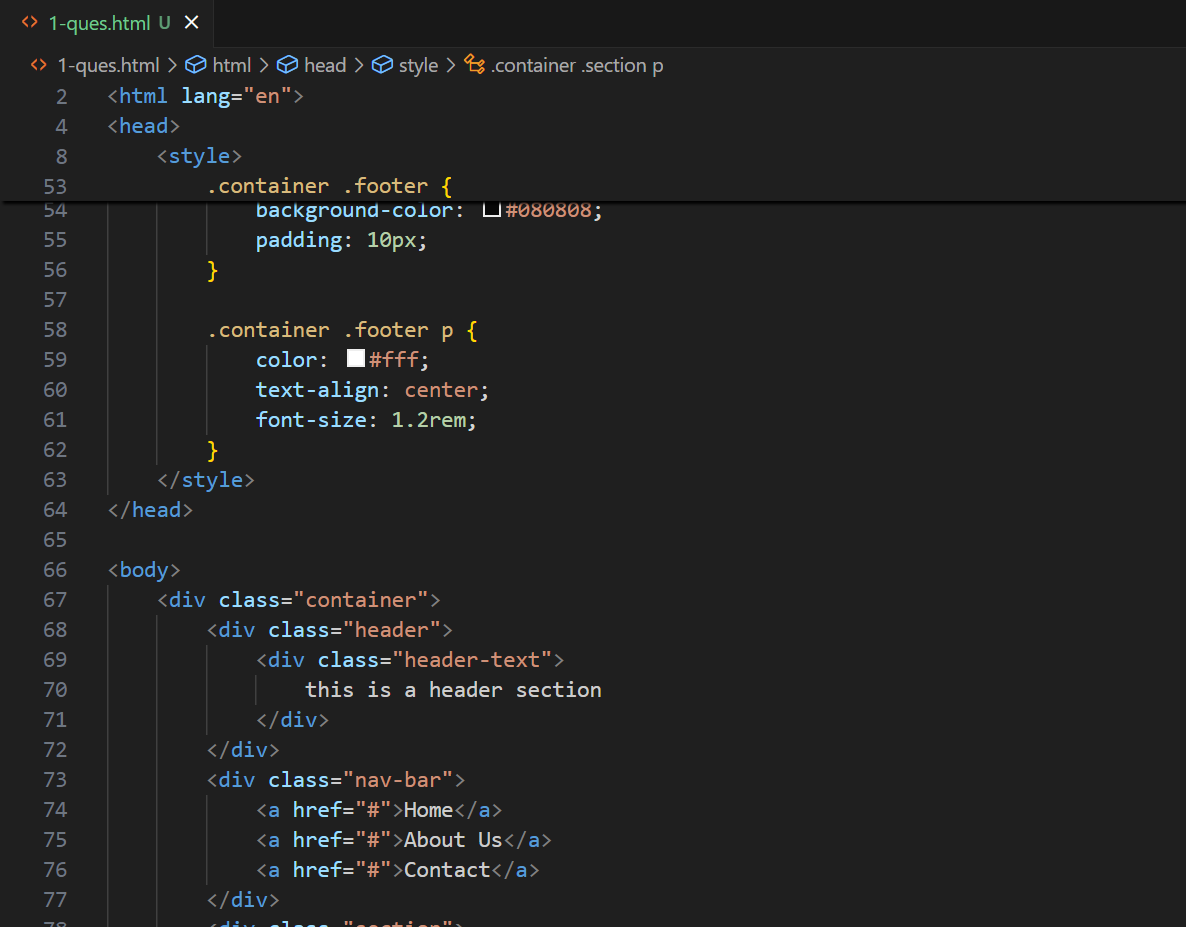 1-ques.html U
1-ques.html > html > head > style > .container .section p
2 <html lang="en">
4 <head>
8 <style>
53 .container .footer {
54 background-color: #080808;
55 padding: 10px;
56 }
57
58 .container .footer p {
59 color: #fff;
60 text-align: center;
61 font-size: 1.2rem;
62 }
63 </style>
64 </head>
65
66 <body>
67 <div class="container">
68 <div class="header">
69 <div class="header-text">
70 this is a header section
71 </div>
72 </div>
73 <div class="nav-bar">
74 <a href="#">Home</a>
75 <a href="#">About Us</a>
76 <a href="#">Contact</a>
77 </div>
78 <div class="section">